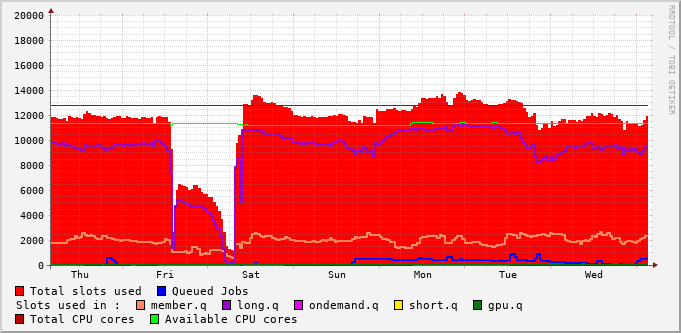 RRDTOOL / TOBI OETIKER
20000
18000
16000
14000
12000
10000
8000
6000
4000
2000
0
Thu Fri Sat Sun Mon Tue Wed
Total slots used Queued Jobs
Slots used in : member.q long.q ondemand.q short.q gpu.q
Total CPU cores Available CPU cores